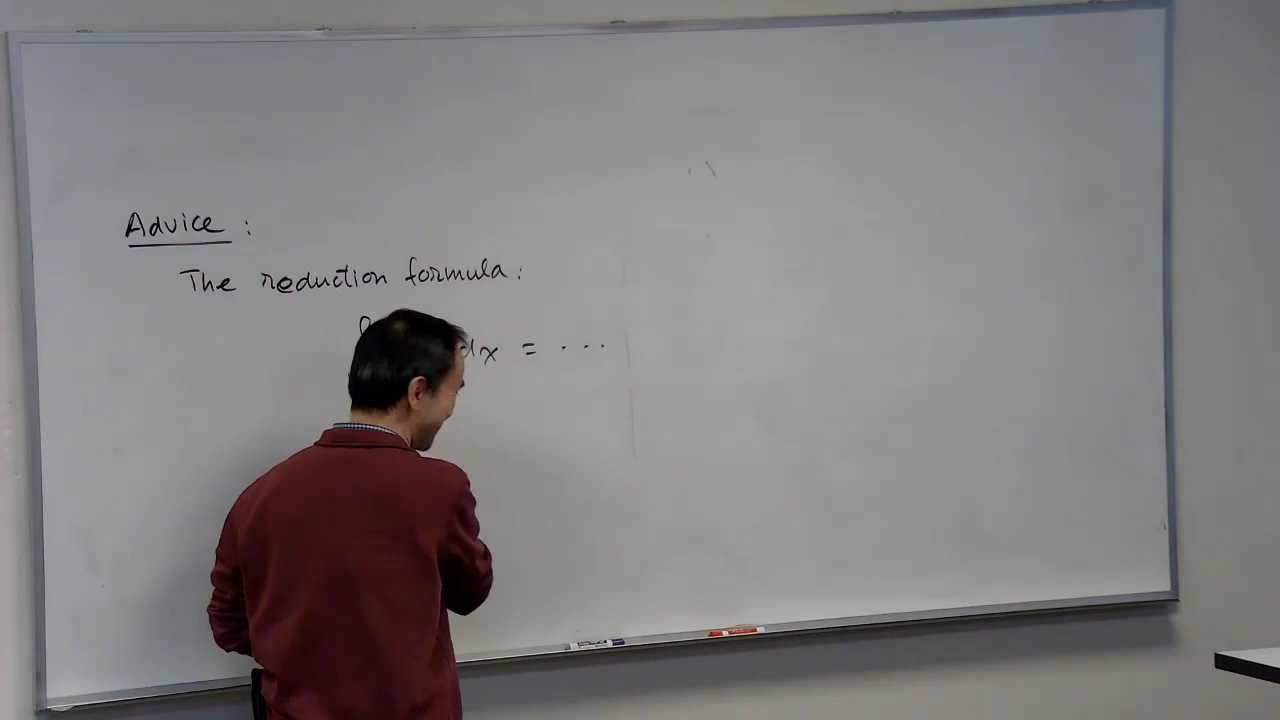 Advice :
The reduction formula:
dx = ...